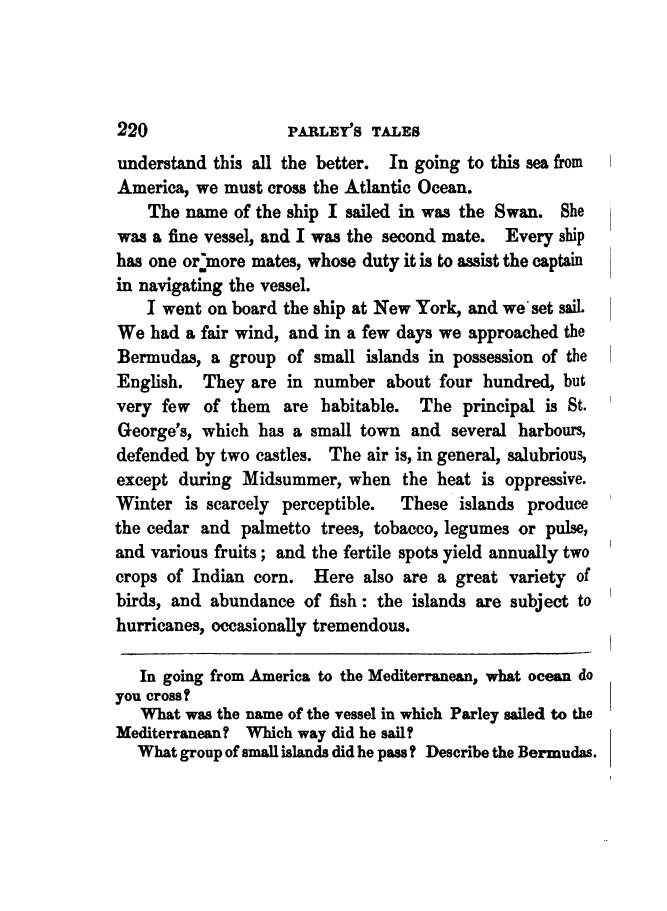 220 PARLEY'S TALES
understand this all the better. In going to this sea from
America, we must cross the Atlantic Ocean.
The name of the ship I sailed in was the Swan. She
was a fine vessel, and I was the second mate. Every ship
has one or more mates, whose duty it is to assist the captain
in navigating the vessel.
I went on board the ship at New York, and we set sail.
We had a fair wind, and in a few days we approached the
Bermudas, a group of small islands in possession of the
English. They are in number about four hundred, but
very few of them are habitable. The principal is St.
George's, which has a small town and several harbours,
defended by two castles. The air is, in general, salubrious,
except during Midsummer, when the heat is oppressive.
Winter is scarcely perceptible. These islands produce
the cedar and palmetto trees, tobacco, legumes or pulse,
and various fruits; and the fertile spots yield annually two
crops of Indian corn. Here also are a great variety of
birds, and abundance of fish: the islands are subject to
hurricanes, occasionally tremendous.
In going from America to the Mediterranean, what ocean do
you cross?
What was the name of the vessel in which Parley sailed to the
Mediterranean? Which way did he sail?
What group of small islands did he pass? Describe the Bermudas.